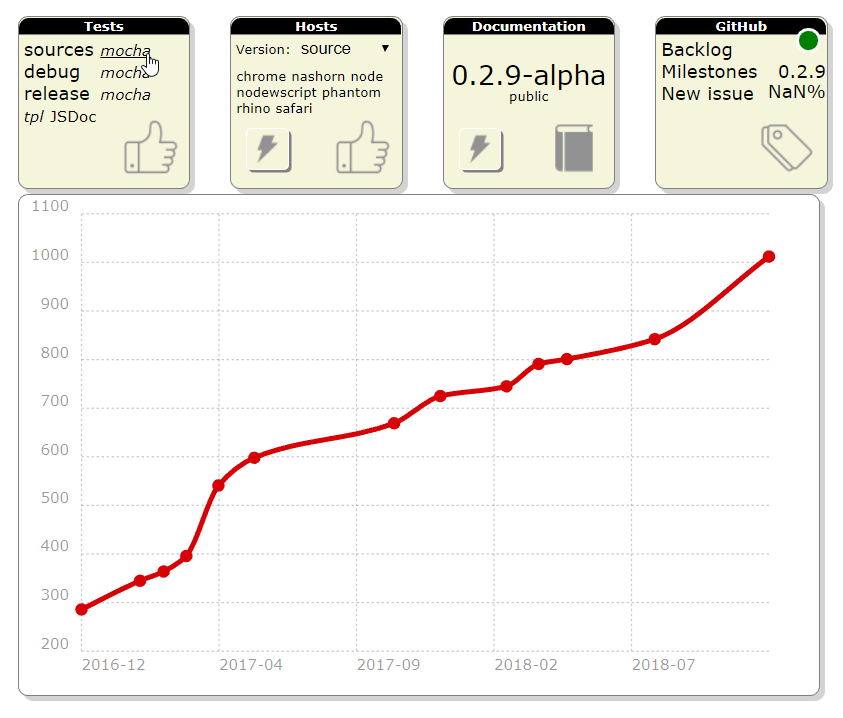 Tests
sources mocha
debug mocha
release mocha
tpl JSDoc
Hosts
Version: source ▼
chrome nashorn node
nodewscript phantom
rhino safari
Documentation
0.2.9-alpha
public
GitHub
Backlog
Milestones 0.2.9
New issue NaN%
1100
1000
900
800
700
600
500
400
300
200
2016-12 2017-04 2017-09 2018-02 2018-07